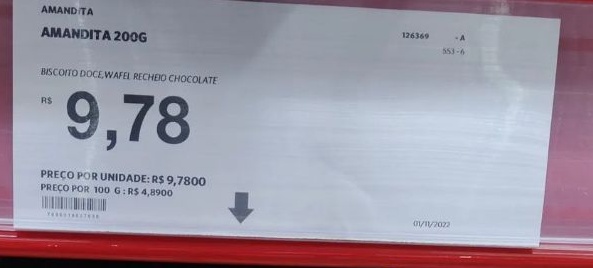 AMANDITA
AMANDITA 200G
126369 - A
553 - 6
BISCOITO DOCE,WAFEL RECHEIO CHOCOLATE
R$ 9,78
PREÇO POR UNIDADE: R$ 9,7800
PREÇO POR 100 G : R$ 4,8900
01/11/2022